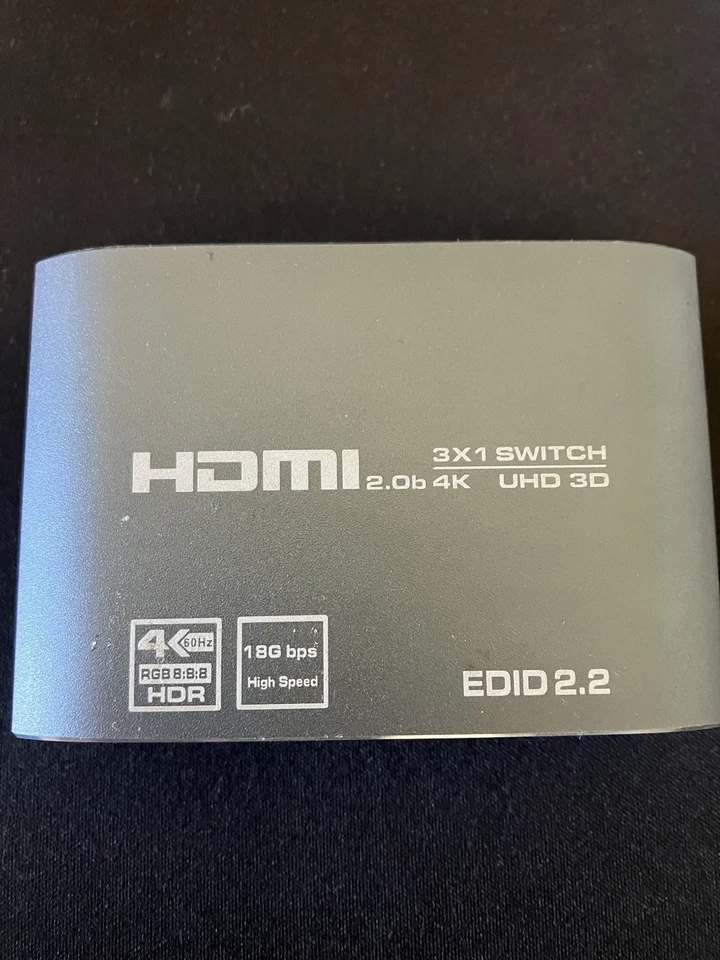 HDMI 2.0b 3X1 SWITCH
4K UHD 3D
4K 60Hz
RGB 8:8:8
HDR
18G bps
High Speed
EDID 2.2